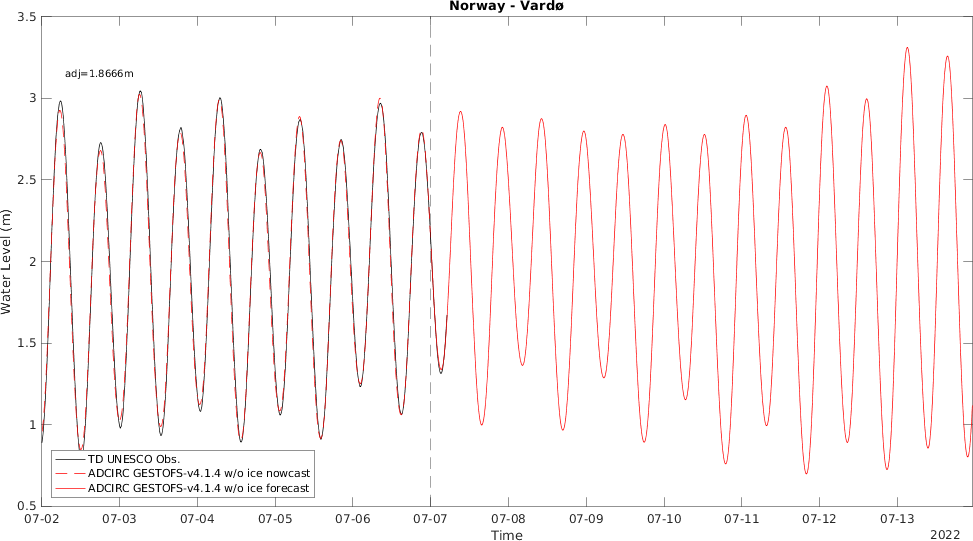 Norway - Vardø
adj=1.8666m
3.5
3
2.5
2
1.5
1
0.5
Water Level (m)
TD UNESCO Obs.
ADCIRC GESTOFS-v4.1.4 w/o ice nowcast
ADCIRC GESTOFS-v4.1.4 w/o ice forecast
07-02 07-03 07-04 07-05 07-06 07-07 07-08 07-09 07-10 07-11 07-12 07-13
Time
2022